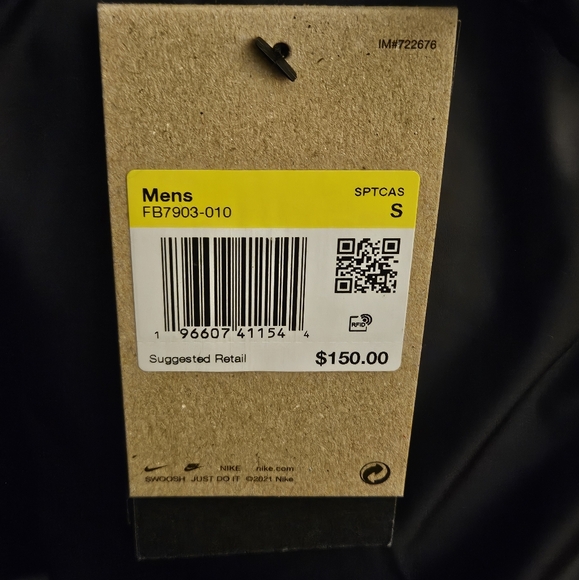 IM#722676
Mens SPTCAS
FB7903-010 S
1 96607 41154 4
RFID
Suggested Retail $150.00
NIKE nike.com
SWOOSH JUST DO IT ©2021 Nike